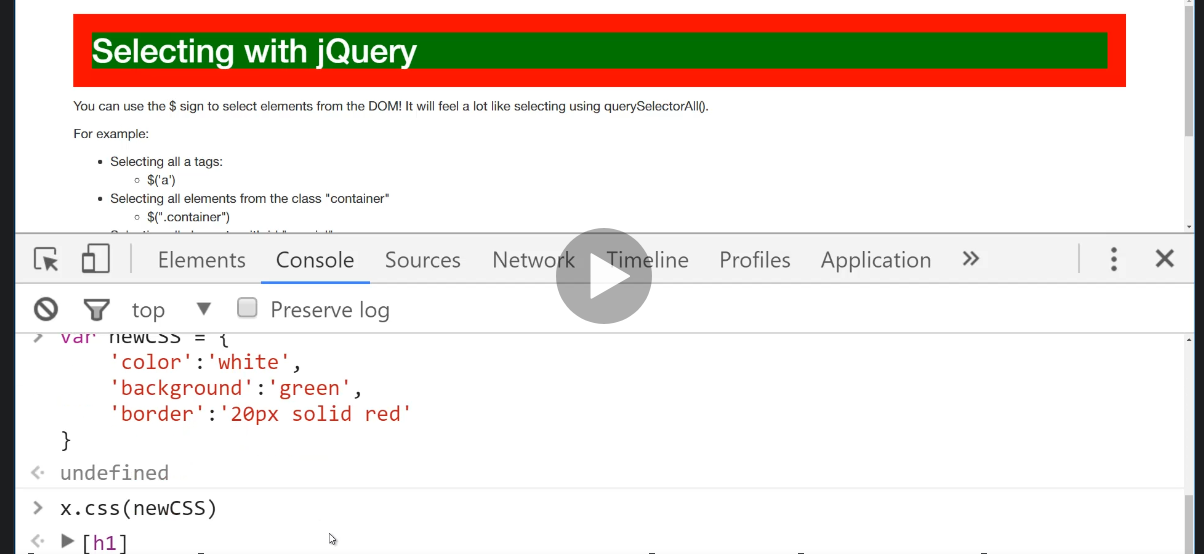 Selecting with jQuery
You can use the $ sign to select elements from the DOM! It will feel a lot like selecting using querySelectorAll().
For example:
• Selecting all a tags:
◦ $('a')
• Selecting all elements from the class "container"
◦ $(".container")
Elements Console Sources Network Timeline Profiles Application »
top ▼ Preserve log
> var newCSS = {
'color':'white',
'background':'green',
'border':'20px solid red'
}
undefined
> x.css(newCSS)
▶ [h1]